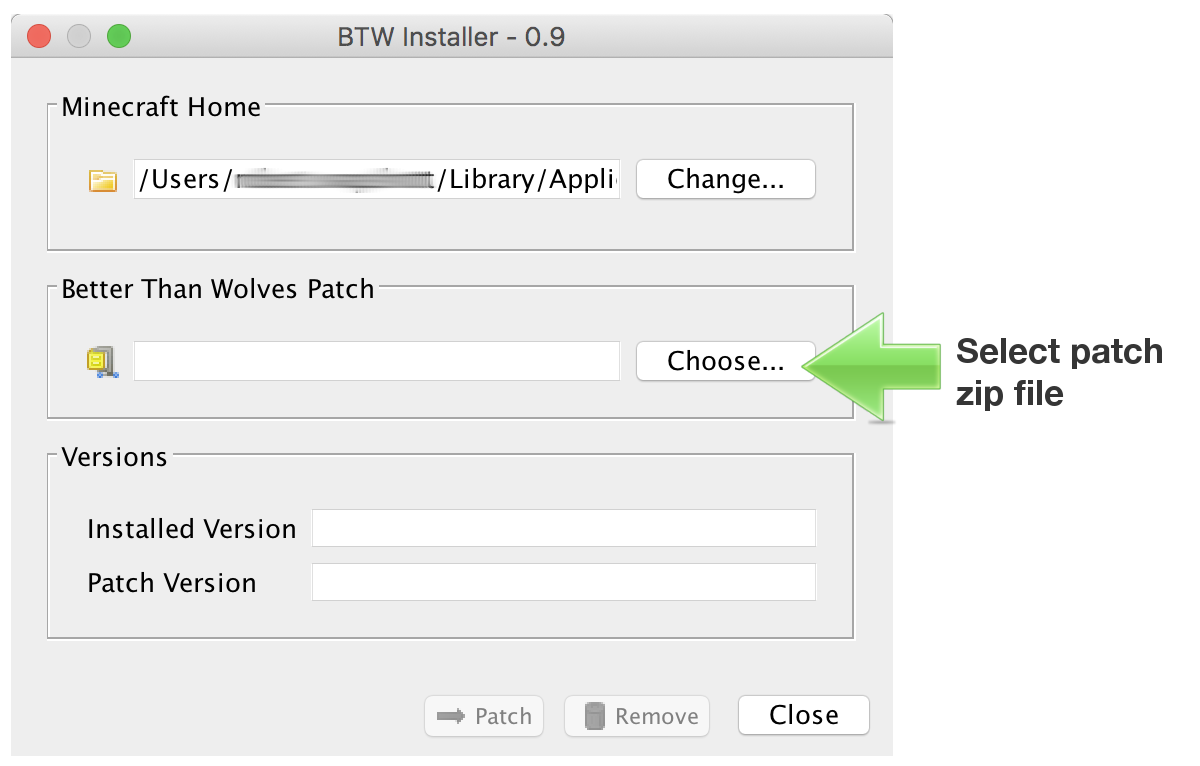 BTW Installer - 0.9
Minecraft Home
/Users/ /Library/Appli
Change...
Better Than Wolves Patch
Choose...
Select patch
zip file
Versions
Installed Version
Patch Version
Patch
Remove
Close